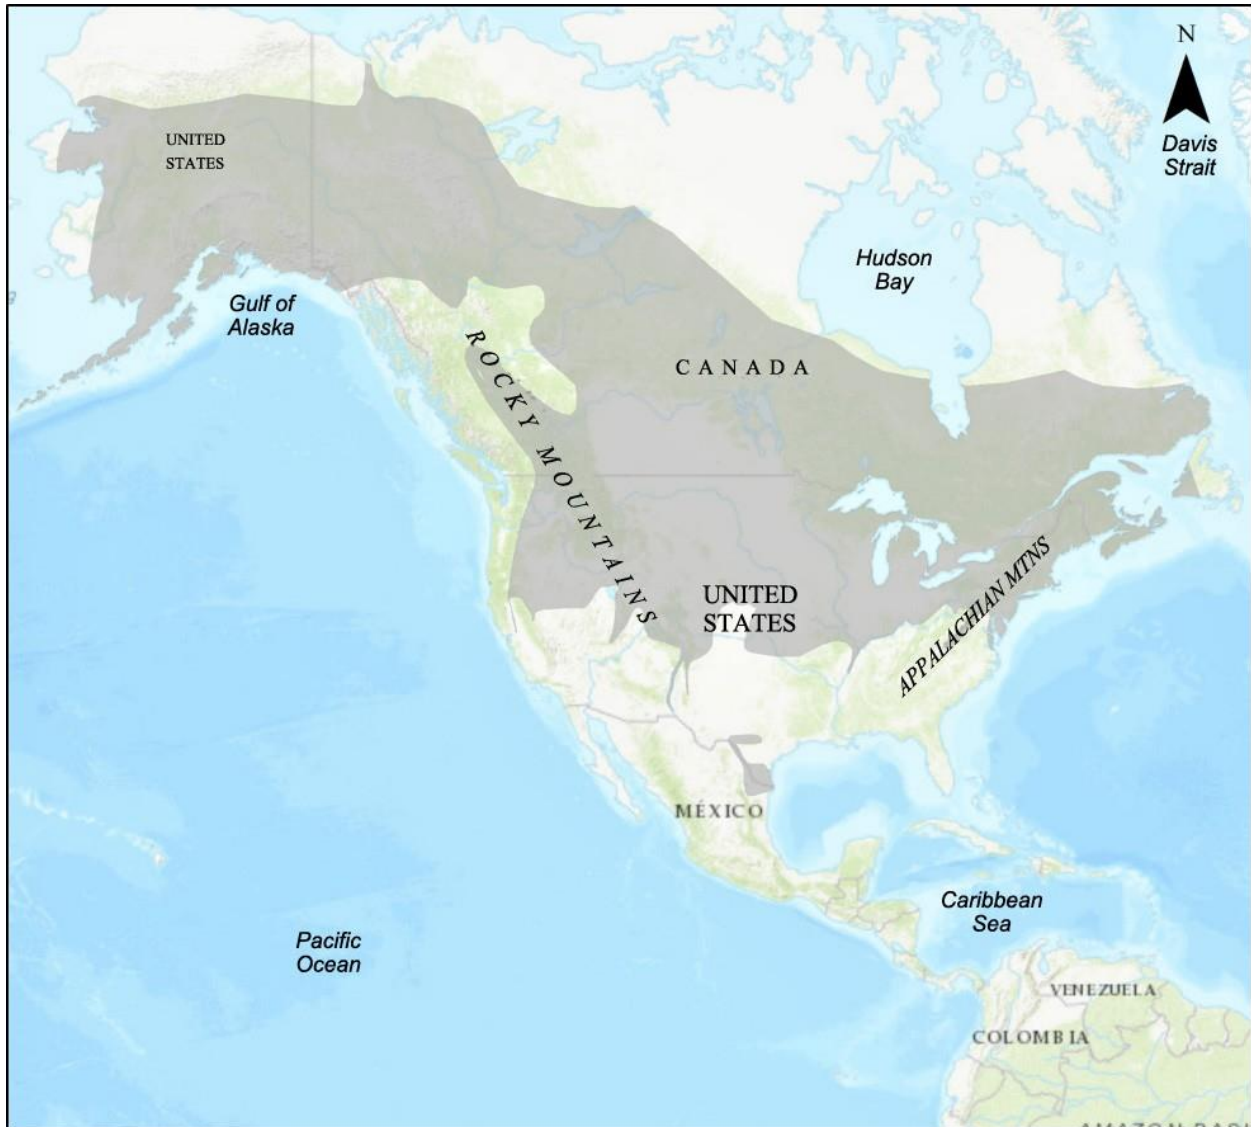 N
Davis
Strait
UNITED
STATES
Hudson
Bay
Gulf of
Alaska
ROCKY MOUNTAINS
CANADA
UNITED
STATES
APPALACHIAN MTNS
MÉXICO
Caribbean
Sea
Pacific
Ocean
VENEZUELA
COLOMBIA